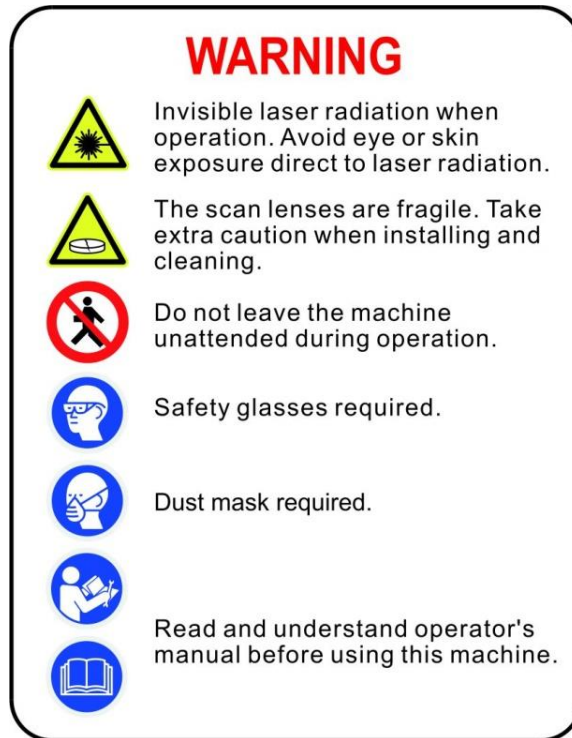 WARNING
Invisible laser radiation when
operation. Avoid eye or skin
exposure direct to laser radiation.
The scan lenses are fragile. Take
extra caution when installing and
cleaning.
Do not leave the machine
unattended during operation.
Safety glasses required.
Dust mask required.
Read and understand operator's
manual before using this machine.